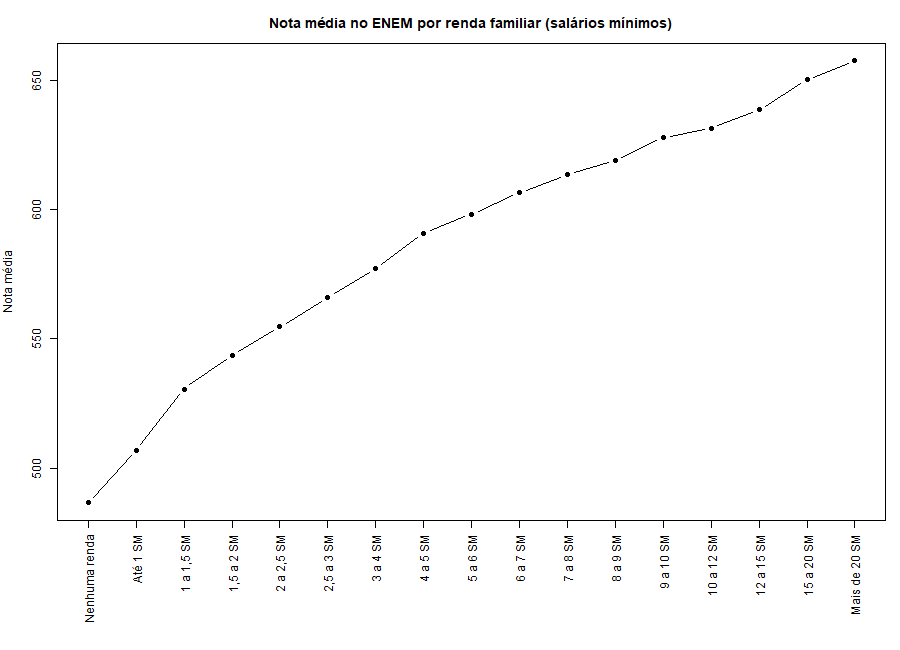 Nota média no ENEM por renda familiar (salários mínimos)
Nota média
650
600
550
500
Nenhuma renda
Até 1 SM
1 a 1,5 SM
1,5 a 2 SM
2 a 2,5 SM
2,5 a 3 SM
3 a 4 SM
4 a 5 SM
5 a 6 SM
6 a 7 SM
7 a 8 SM
8 a 9 SM
9 a 10 SM
10 a 12 SM
12 a 15 SM
15 a 20 SM
Mais de 20 SM